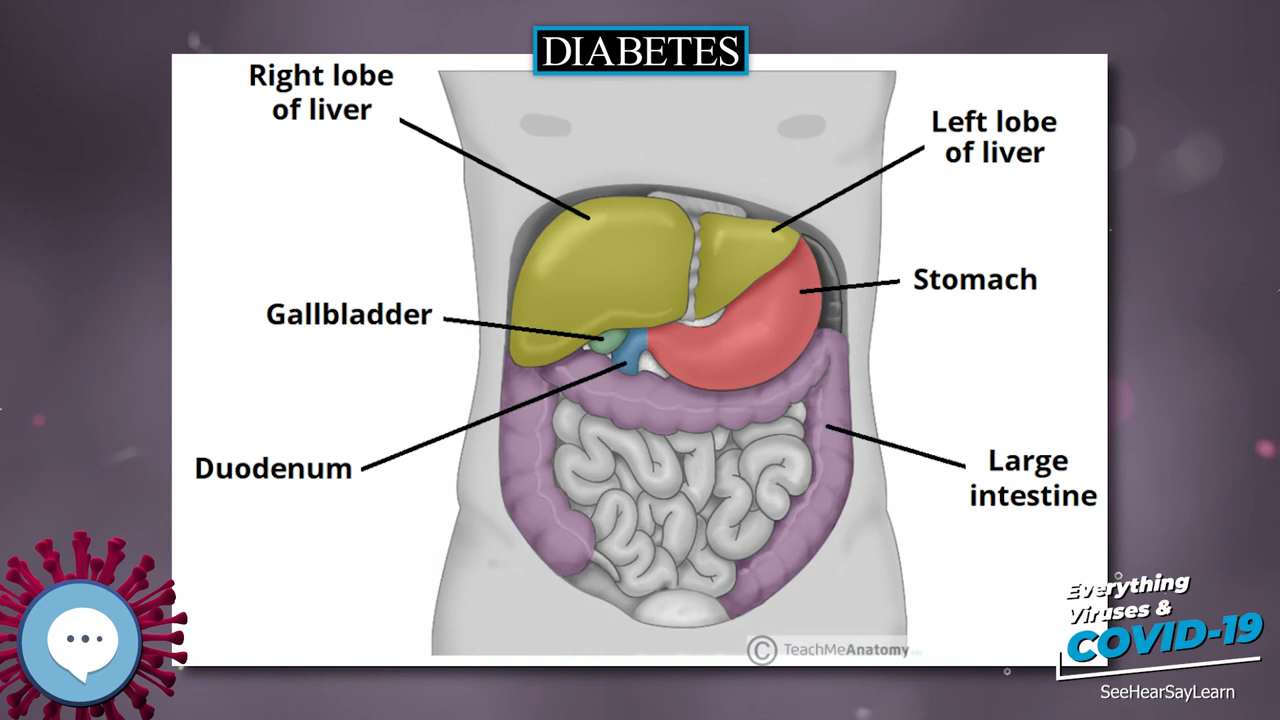 DIABETES
Right lobe
of liver
Left lobe
of liver
Stomach
Gallbladder
Duodenum
Large
intestine
© TeachMeAnatomy
Everything
Viruses &
COVID-19
SeeHearSayLearn